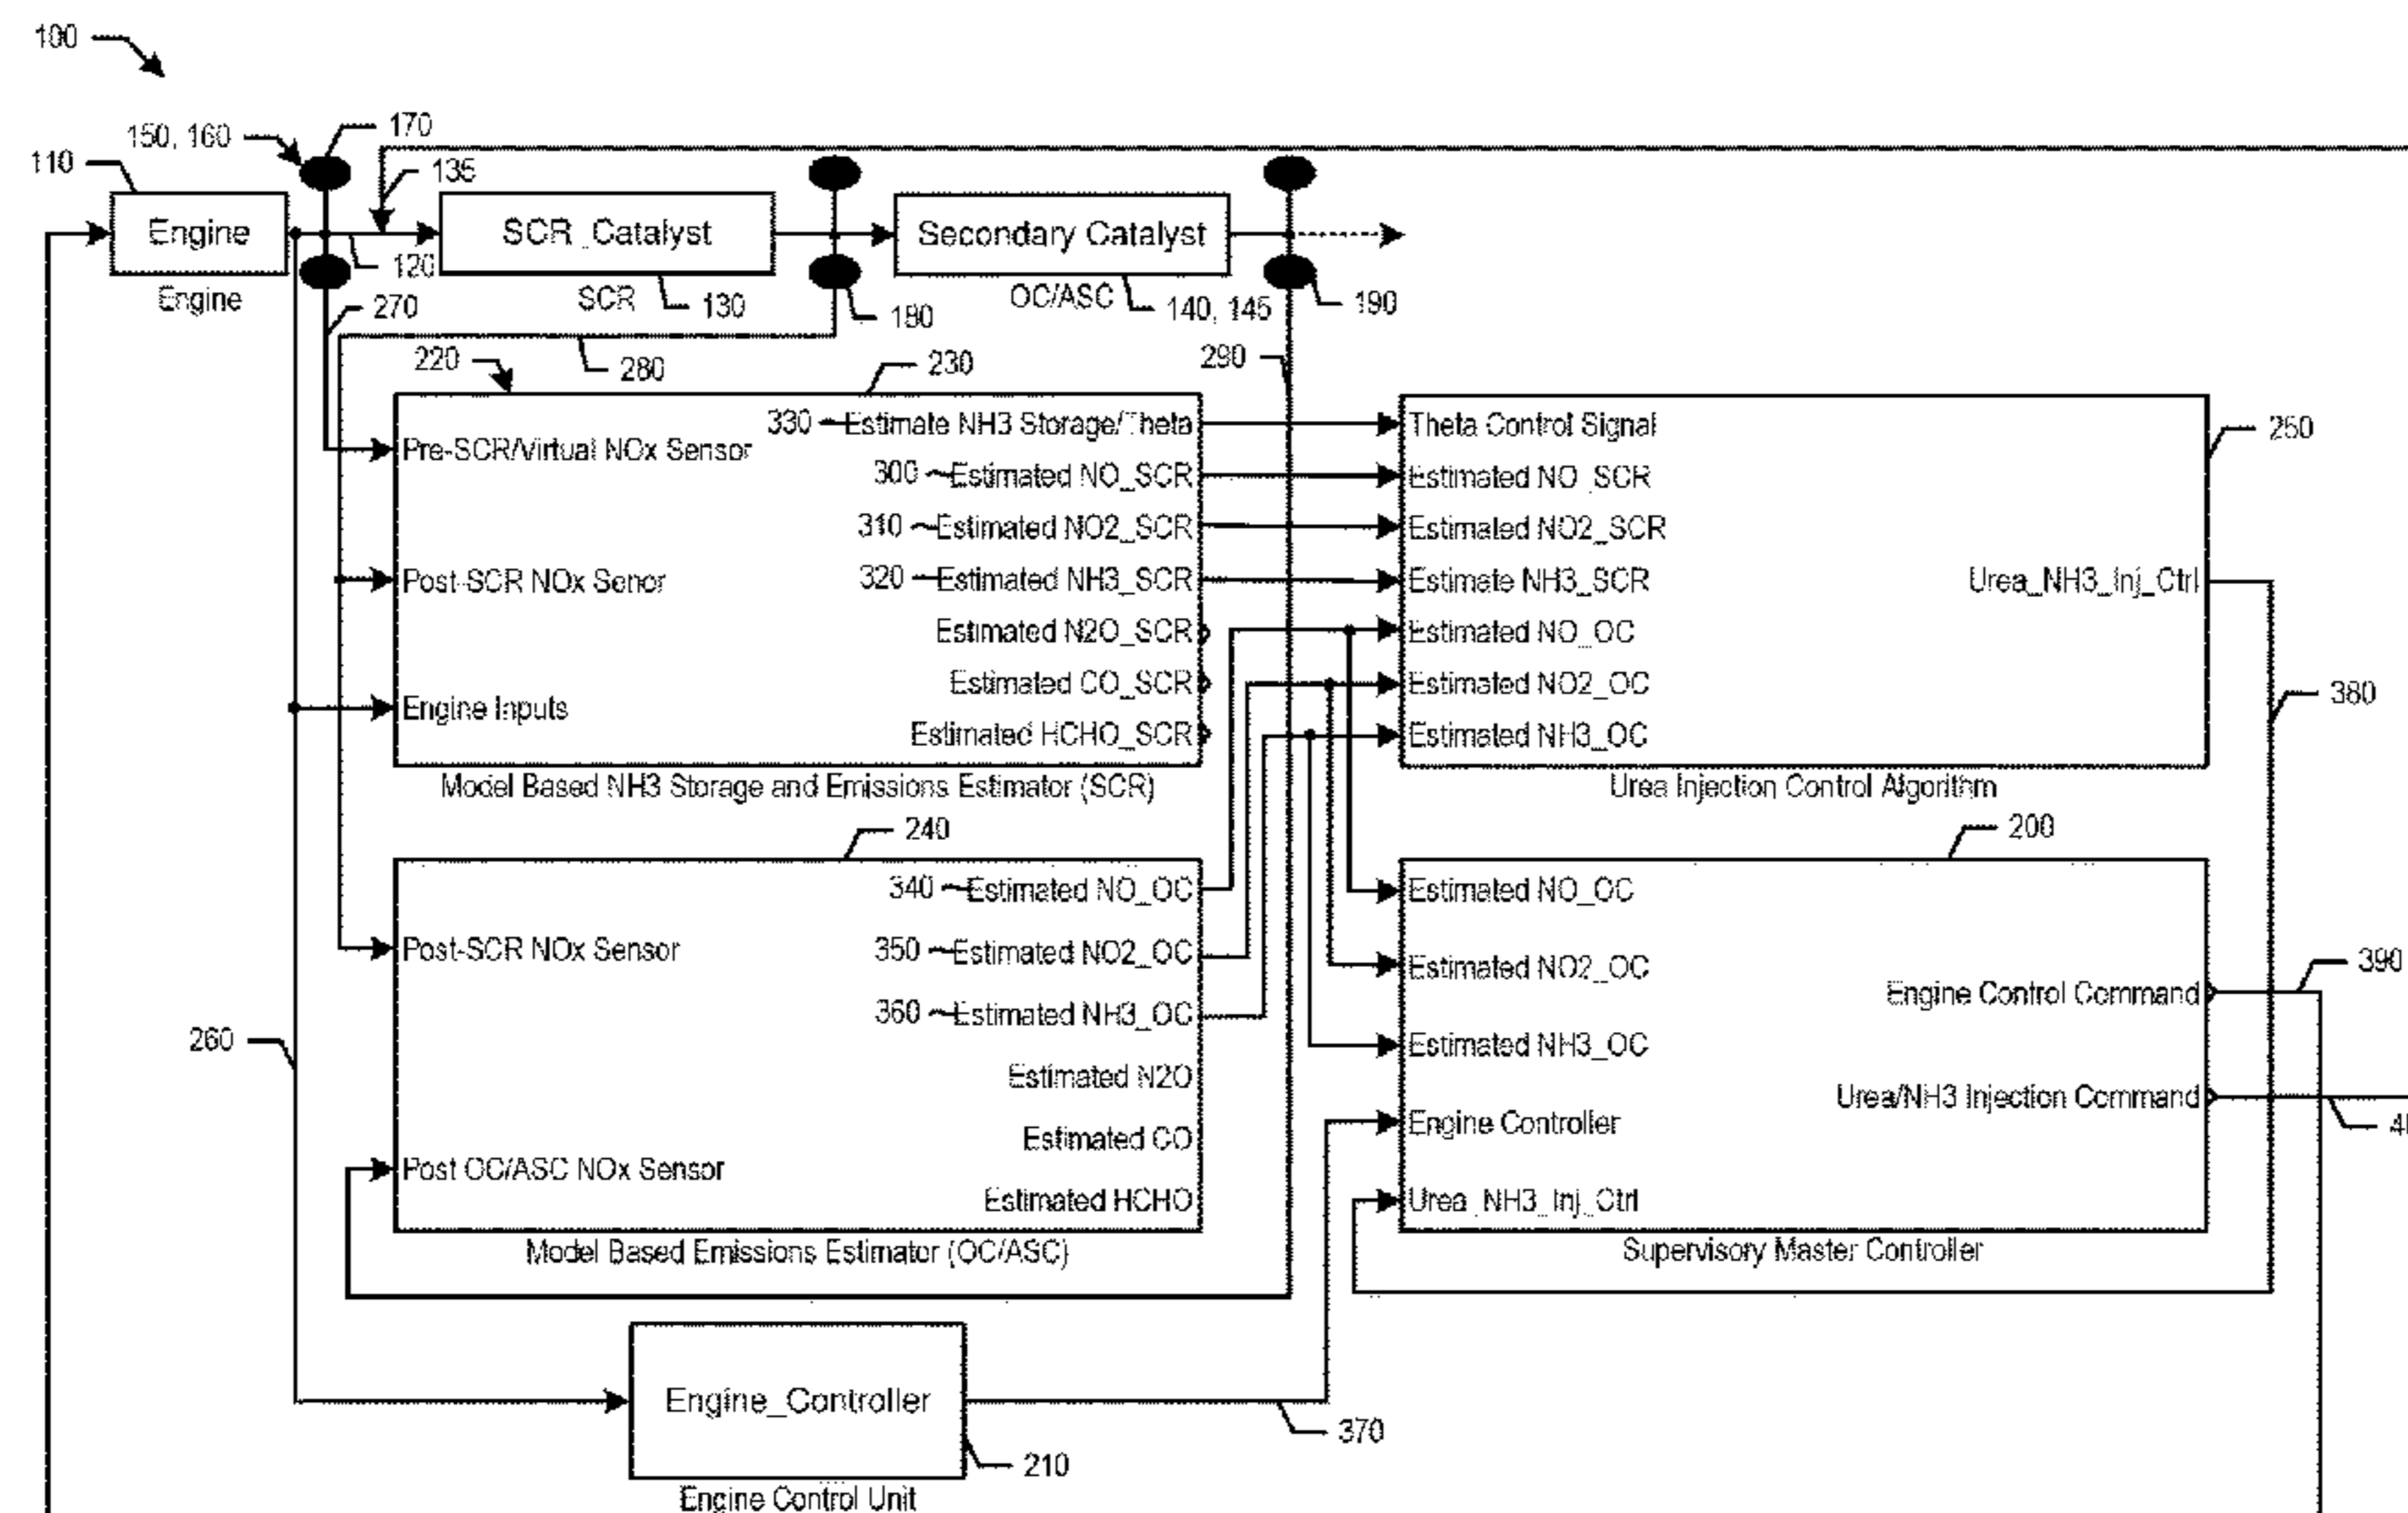 100
150, 160
170
110
135
Engine
SCR_Catalyst
Secondary Catalyst
120
Engine
270
SCR
130
180
OC/ASC
140, 145
190
280
220
230
290
330
Estimate NH3 Storage/Theta
Theta Control Signal
250
Pre-SCR/Virtual NOx Sensor
300
Estimated NO_SCR
Estimated NO_SCR
310
Estimated NO2_SCR
Estimated NO2_SCR
Post-SCR NOx Senor
320
Estimated NH3_SCR
Estimate NH3_SCR
Urea_NH3_Inj_Ctrl
Estimated N2O_SCR
Estimated NO_OC
Estimated CO_SCR
Estimated NO2_OC
380
Engine Inputs
Estimated HCHO_SCR
Estimated NH3_OC
Model Based NH3 Storage and Emissions Estimator (SCR)
Urea Injection Control Algorithm
240
200
340
Estimated NO_OC
Estimated NO_OC
Post-SCR NOx Sensor
350
Estimated NO2_OC
Estimated NO2_OC
390
Engine Control Command
360
Estimated NH3_OC
Estimated NH3_OC
260
Estimated N2O
Urea/NH3 Injection Command
Engine Controller
Estimated CO
Post OC/ASC NOx Sensor
Estimated HCHO
Urea_NH3_Inj_Ctrl
Model Based Emissions Estimator (OC/ASC)
Supervisory Master Controller
Engine_Controller
370
210
Engine Control Unit